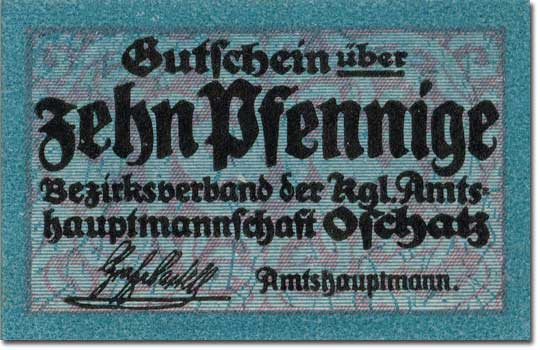 Gutschein über
zehn Pfennige
Bezirksverband der Kgl. Amts-
hauptmannschaft Oschatz
Amtshauptmann.